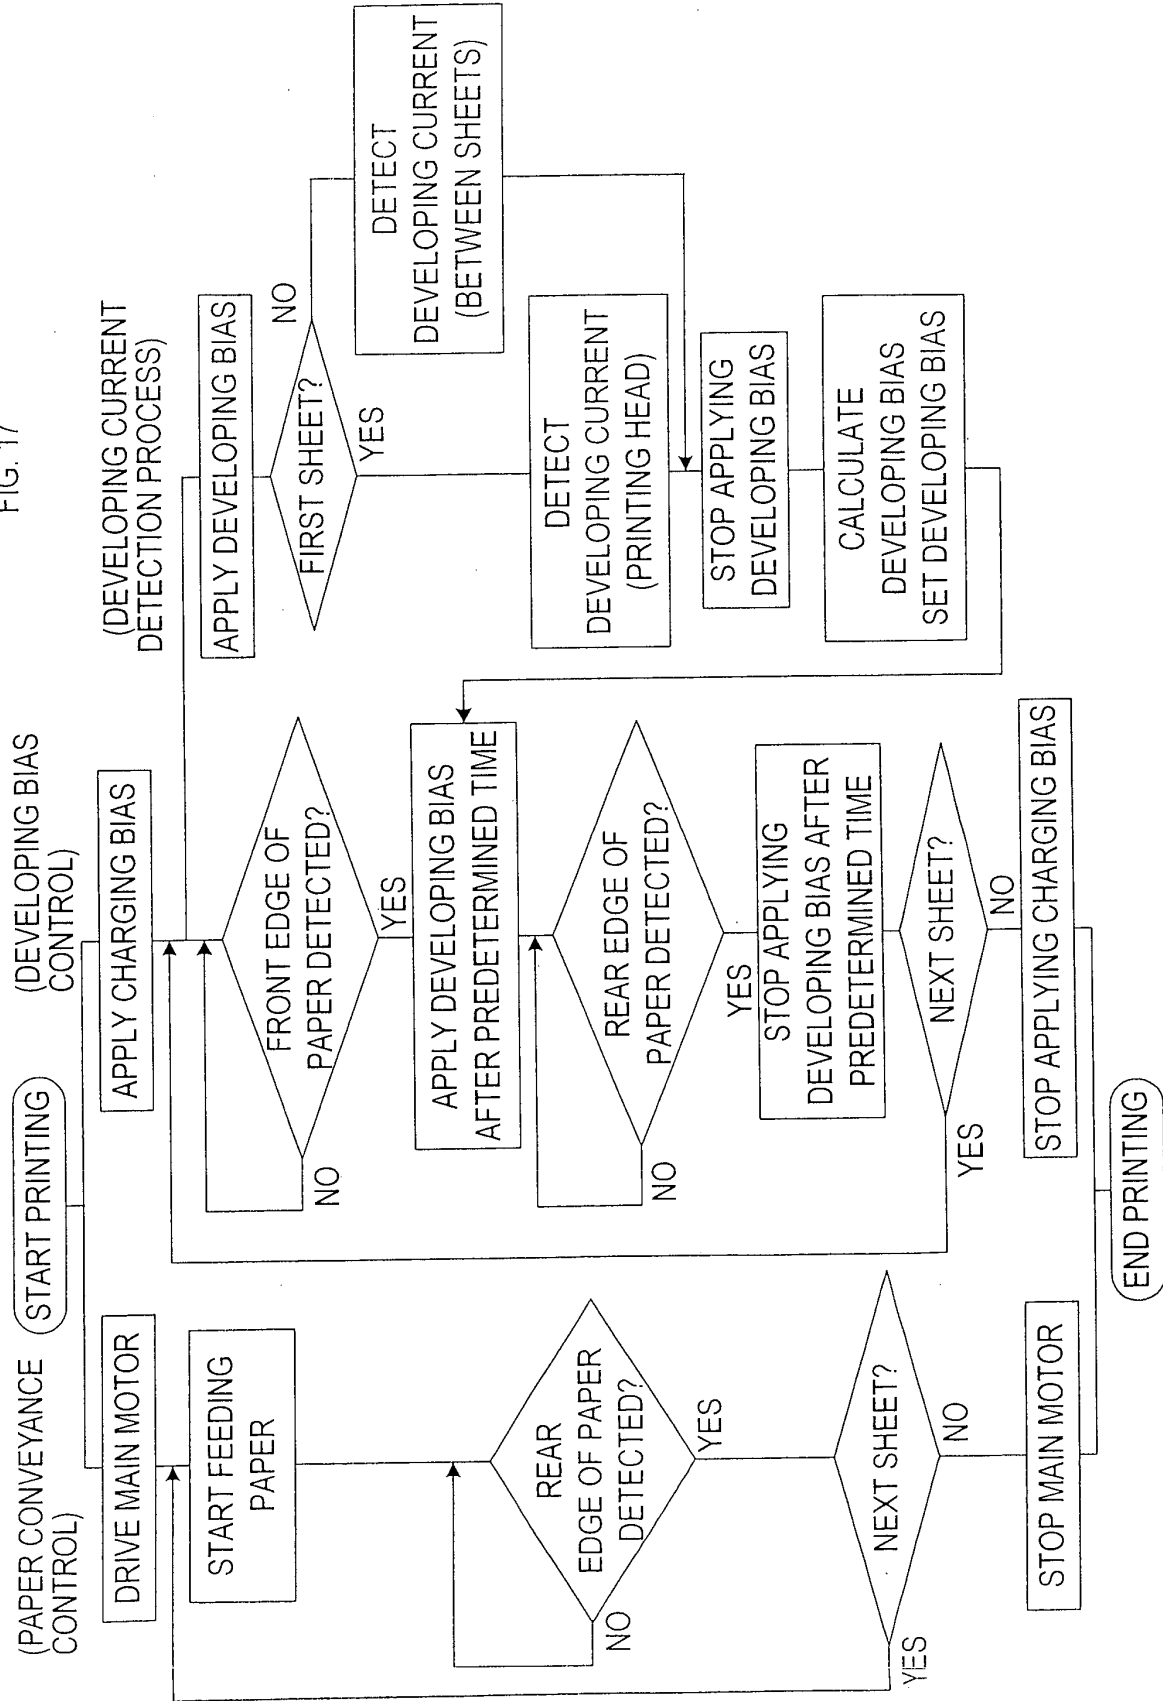 FIG. 17
START PRINTING
(PAPER CONVEYANCE
CONTROL)
DRIVE MAIN MOTOR
START FEEDING
PAPER
REAR
EDGE OF PAPER
DETECTED?
NO
YES
NEXT SHEET?
YES
NO
STOP MAIN MOTOR
(DEVELOPING BIAS
CONTROL)
APPLY CHARGING BIAS
FRONT EDGE OF
PAPER DETECTED?
NO
YES
APPLY DEVELOPING BIAS
AFTER PREDETERMINED TIME
REAR EDGE OF
PAPER DETECTED?
NO
YES
STOP APPLYING
DEVELOPING BIAS AFTER
PREDETERMINED TIME
NEXT SHEET?
YES
NO
STOP APPLYING CHARGING BIAS
(DEVELOPING CURRENT
DETECTION PROCESS)
APPLY DEVELOPING BIAS
FIRST SHEET?
NO
YES
DETECT
DEVELOPING CURRENT
(BETWEEN SHEETS)
DETECT
DEVELOPING CURRENT
(PRINTING HEAD)
STOP APPLYING
DEVELOPING BIAS
CALCULATE
DEVELOPING BIAS
SET DEVELOPING BIAS
END PRINTING